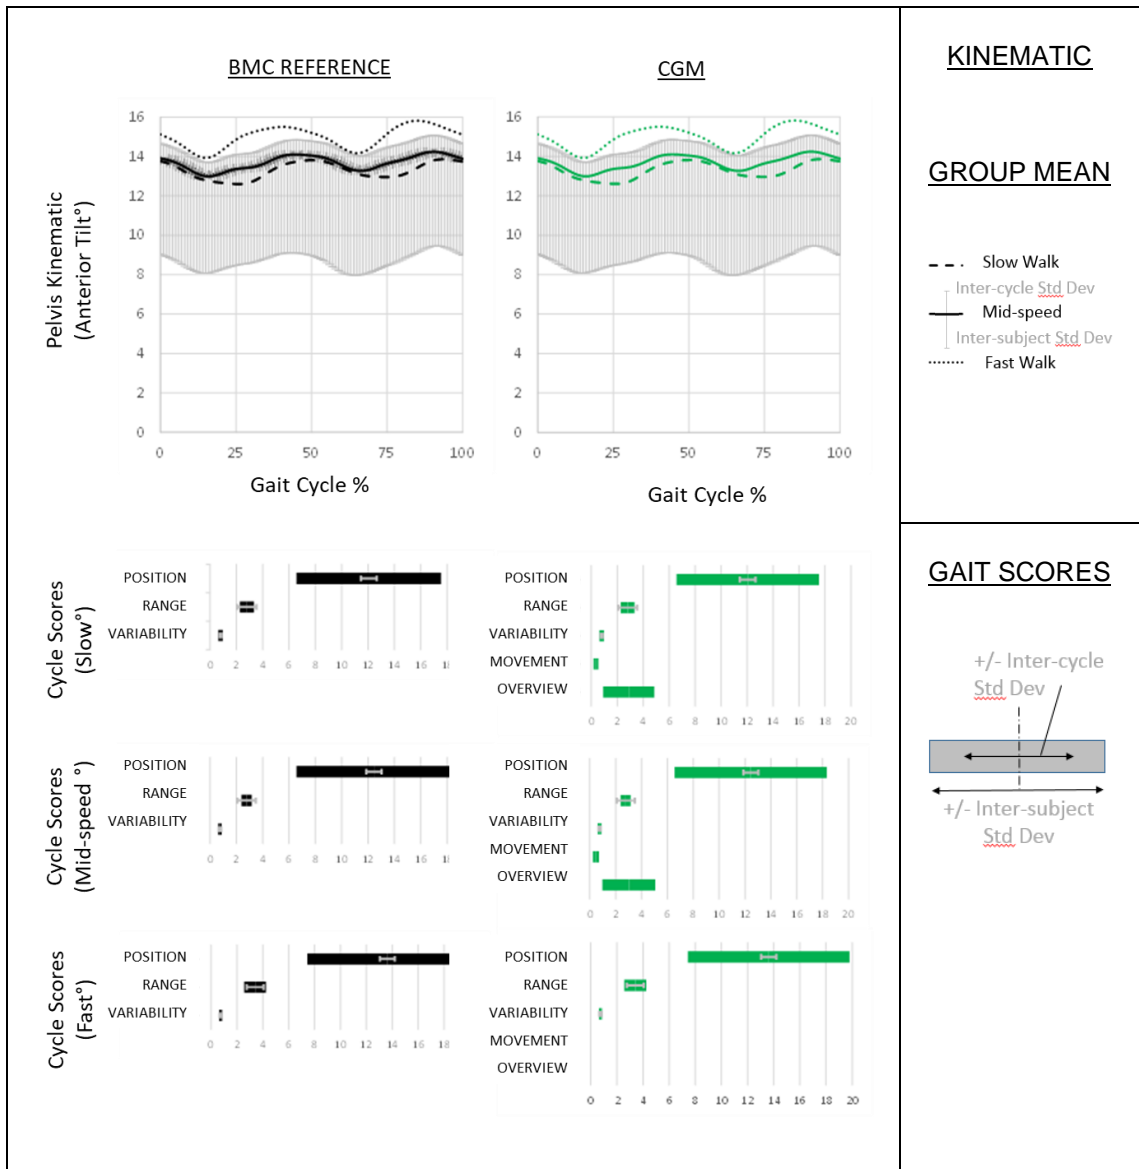 BMC REFERENCE
CGM
Pelvis Kinematic
(Anterior Tilt°)
16
14
12
10
8
6
4
2
0
0 25 50 75 100
Gait Cycle %
16
14
12
10
8
6
4
2
0
0 25 50 75 100
Gait Cycle %
KINEMATIC
GROUP MEAN
Slow Walk
Inter-cycle Std Dev
Mid-speed
Inter-subject Std Dev
Fast Walk
Cycle Scores
(Slow°)
POSITION
RANGE
VARIABILITY
0 2 4 6 8 10 12 14 16 18
POSITION
RANGE
VARIABILITY
MOVEMENT
OVERVIEW
0 2 4 6 8 10 12 14 16 18 20
Cycle Scores
(Mid-speed °)
POSITION
RANGE
VARIABILITY
0 2 4 6 8 10 12 14 16 18
POSITION
RANGE
VARIABILITY
MOVEMENT
OVERVIEW
0 2 4 6 8 10 12 14 16 18 20
Cycle Scores
(Fast°)
POSITION
RANGE
VARIABILITY
0 2 4 6 8 10 12 14 16 18
POSITION
RANGE
VARIABILITY
MOVEMENT
OVERVIEW
0 2 4 6 8 10 12 14 16 18 20
GAIT SCORES
+/- Inter-cycle
Std Dev
+/- Inter-subject
Std Dev